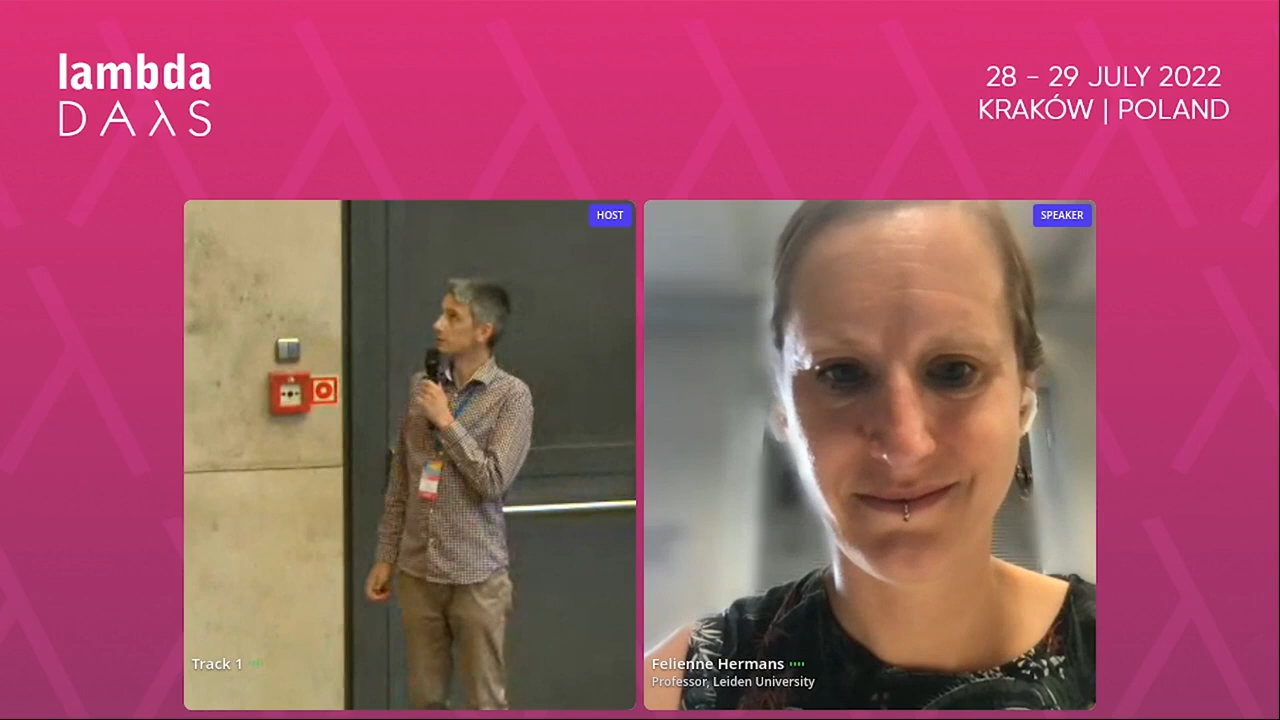 lambda
DAλS
28 – 29 JULY 2022
KRAKÓW | POLAND
HOST
SPEAKER
Track 1
Felienne Hermans
Professor, Leiden University